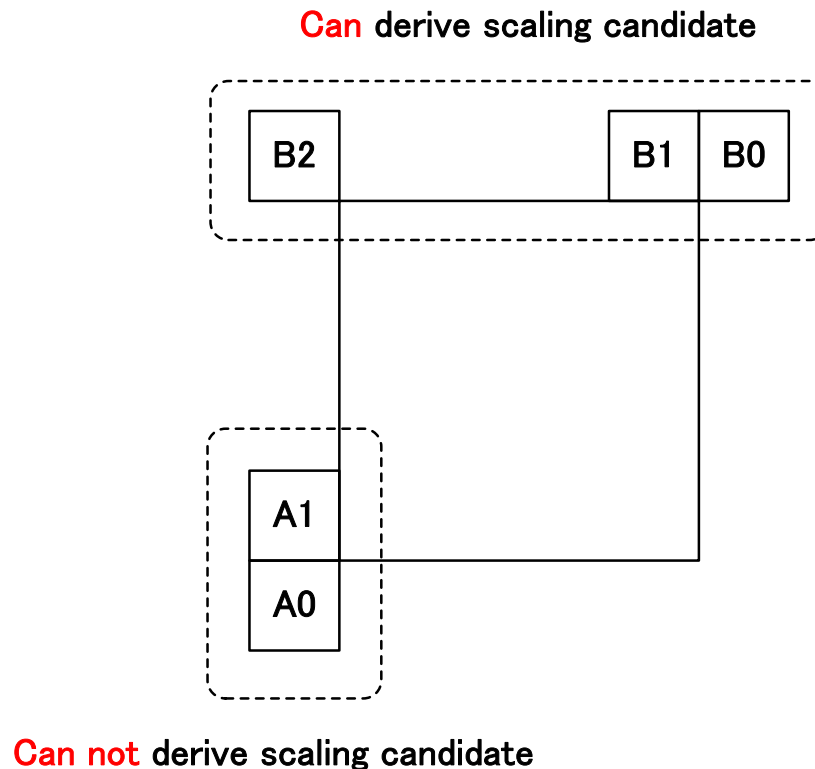 Can derive scaling candidate
B2 B1 B0
A1
A0
Can not derive scaling candidate